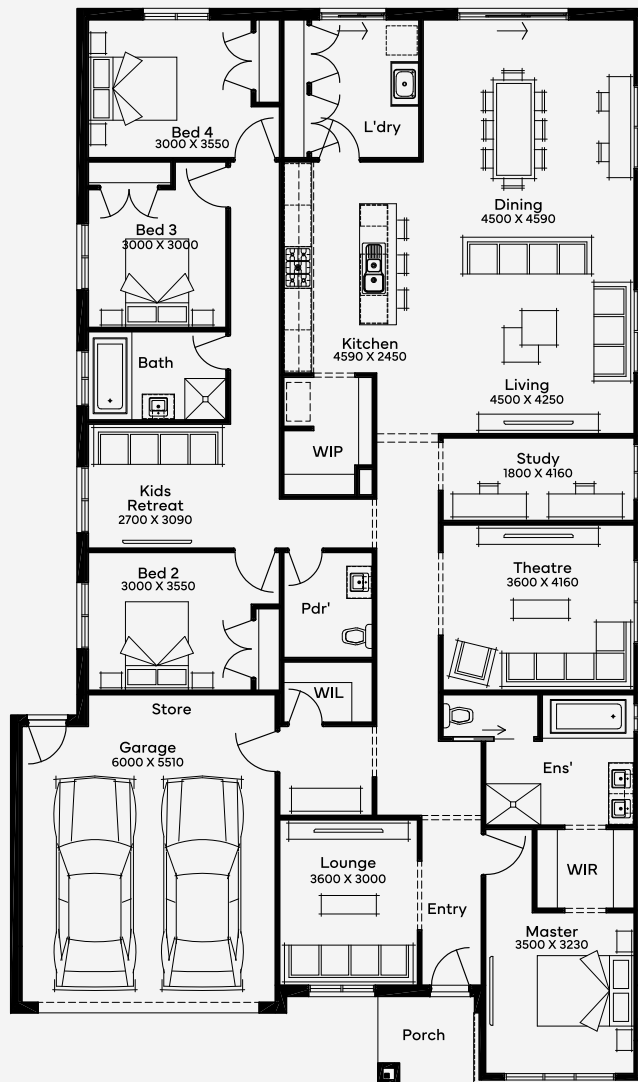 Bed 4
3000 X 3550
L'dry
Dining
4500 X 4590
Bed 3
3000 X 3000
Kitchen
4590 X 2450
Bath
Living
4500 X 4250
WIP
Study
1800 X 4160
Kids
Retreat
2700 X 3090
Theatre
3600 X 4160
Bed 2
3000 X 3550
Pdr'
WIL
Store
Garage
6000 X 5510
Ens'
Lounge
3600 X 3000
WIR
Entry
Master
3500 X 3230
Porch